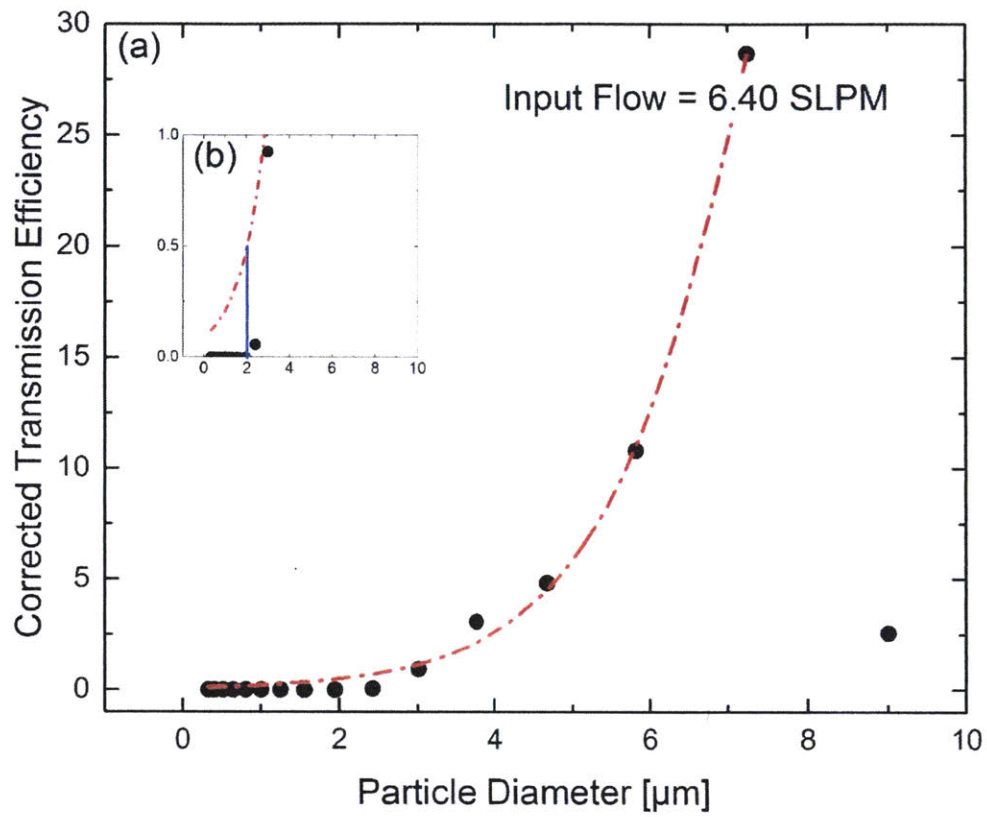 30
(a)
Input Flow = 6.40 SLPM
25
1.0
(b)
20
0.5
15
0.0
0 2 4 6 8 10
10
5
0
0 2 4 6 8 10
Corrected Transmission Efficiency
Particle Diameter [µm]